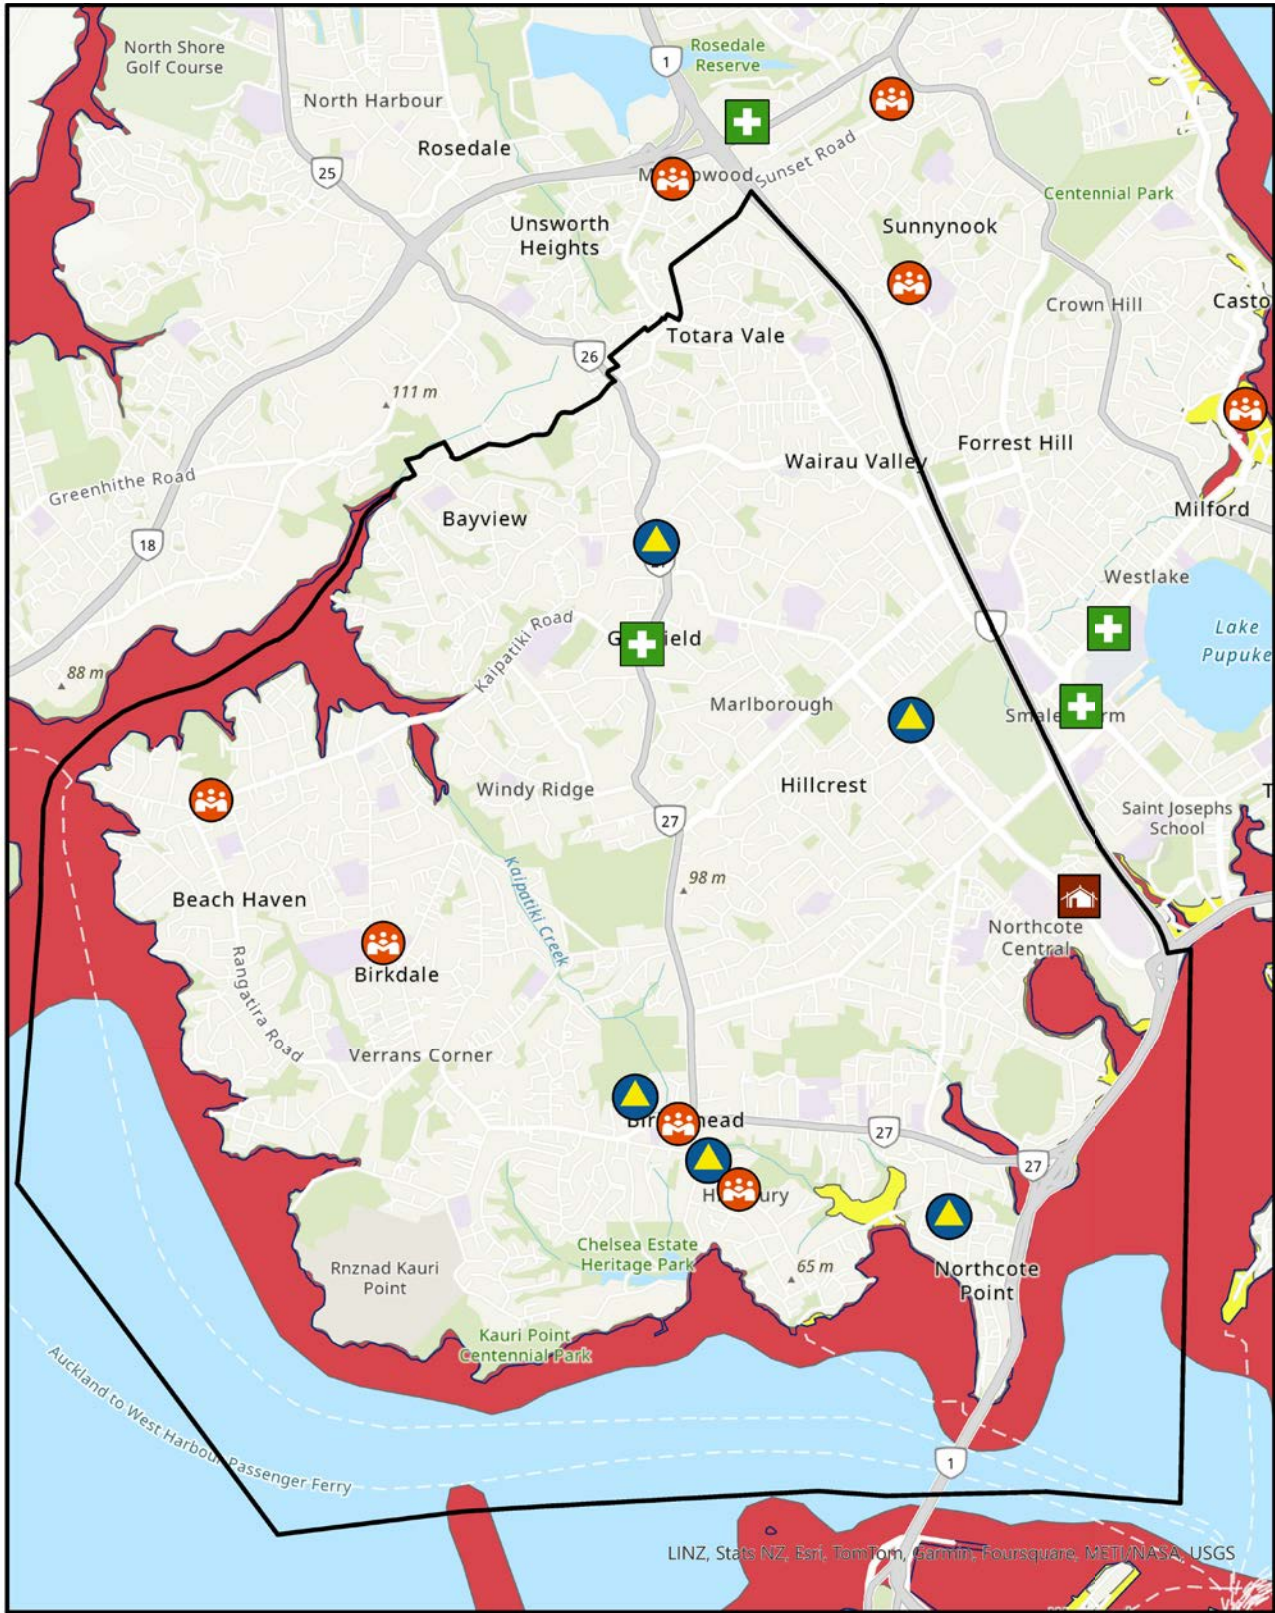 North Shore
Golf Course
1
Rosedale
Reserve
North Harbour
Rosedale
25
Sunset Road
Centennial Park
Unsworth
Heights
Sunnynook
Crown Hill
Casto
Totara Vale
26
111 m
Forrest Hill
Wairau Valley
Greenhithe Road
Milford
Bayview
18
Westlake
Kaipatiki Road
Lake
Pupuke
88 m
Marlborough
Hillcrest
Windy Ridge
27
Saint Josephs
School
T
Kaipatiki Creek
98 m
Beach Haven
Northcote
Central
Birkdale
Rangatira Road
Verrans Corner
27
27
Chelsea Estate
Heritage Park
65 m
Rnznad Kauri
Point
Northcote
Point
Kauri Point
Centennial Park
Auckland to West Harbour Passenger Ferry
1
LINZ, Stats NZ, Esri, TomTom, Garmin, Foursquare, METI/NASA, USGS